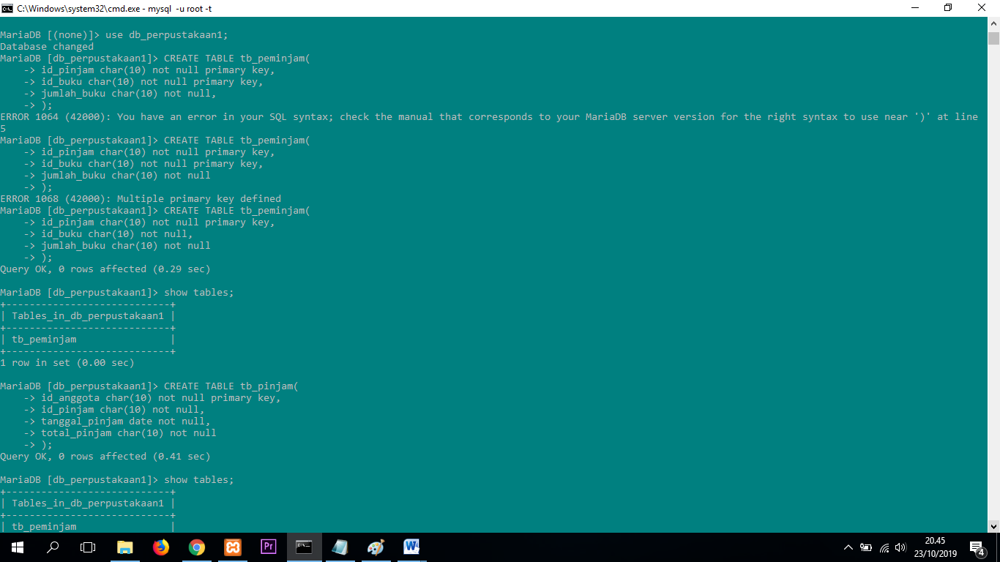 C:\Windows\system32\cmd.exe - mysql  -u root -t
MariaDB [(none)]> use db_perpustakaan1;
Database changed
MariaDB [db_perpustakaan1]> CREATE TABLE tb_peminjam(
    -> id_pinjam char(10) not null primary key,
    -> id_buku char(10) not null primary key,
    -> jumlah_buku char(10) not null,
    -> );
ERROR 1064 (42000): You have an error in your SQL syntax; check the manual that corresponds to your MariaDB server version for the right syntax to use near ')' at line
5
MariaDB [db_perpustakaan1]> CREATE TABLE tb_peminjam(
    -> id_pinjam char(10) not null primary key,
    -> id_buku char(10) not null primary key,
    -> jumlah_buku char(10) not null
    -> );
ERROR 1068 (42000): Multiple primary key defined
MariaDB [db_perpustakaan1]> CREATE TABLE tb_peminjam(
    -> id_pinjam char(10) not null primary key,
    -> id_buku char(10) not null,
    -> jumlah_buku char(10) not null
    -> );
Query OK, 0 rows affected (0.29 sec)
MariaDB [db_perpustakaan1]> show tables;
+----------------------------+
| Tables_in_db_perpustakaan1 |
+----------------------------+
| tb_peminjam                |
+----------------------------+
1 row in set (0.00 sec)
MariaDB [db_perpustakaan1]> CREATE TABLE tb_pinjam(
    -> id_anggota char(10) not null primary key,
    -> id_pinjam char(10) not null,
    -> tanggal_pinjam date not null,
    -> total_pinjam char(10) not null
    -> );
Query OK, 0 rows affected (0.41 sec)
MariaDB [db_perpustakaan1]> show tables;
+----------------------------+
| Tables_in_db_perpustakaan1 |
+----------------------------+
| tb_peminjam                |
Pr
20.45
23/10/2019
4